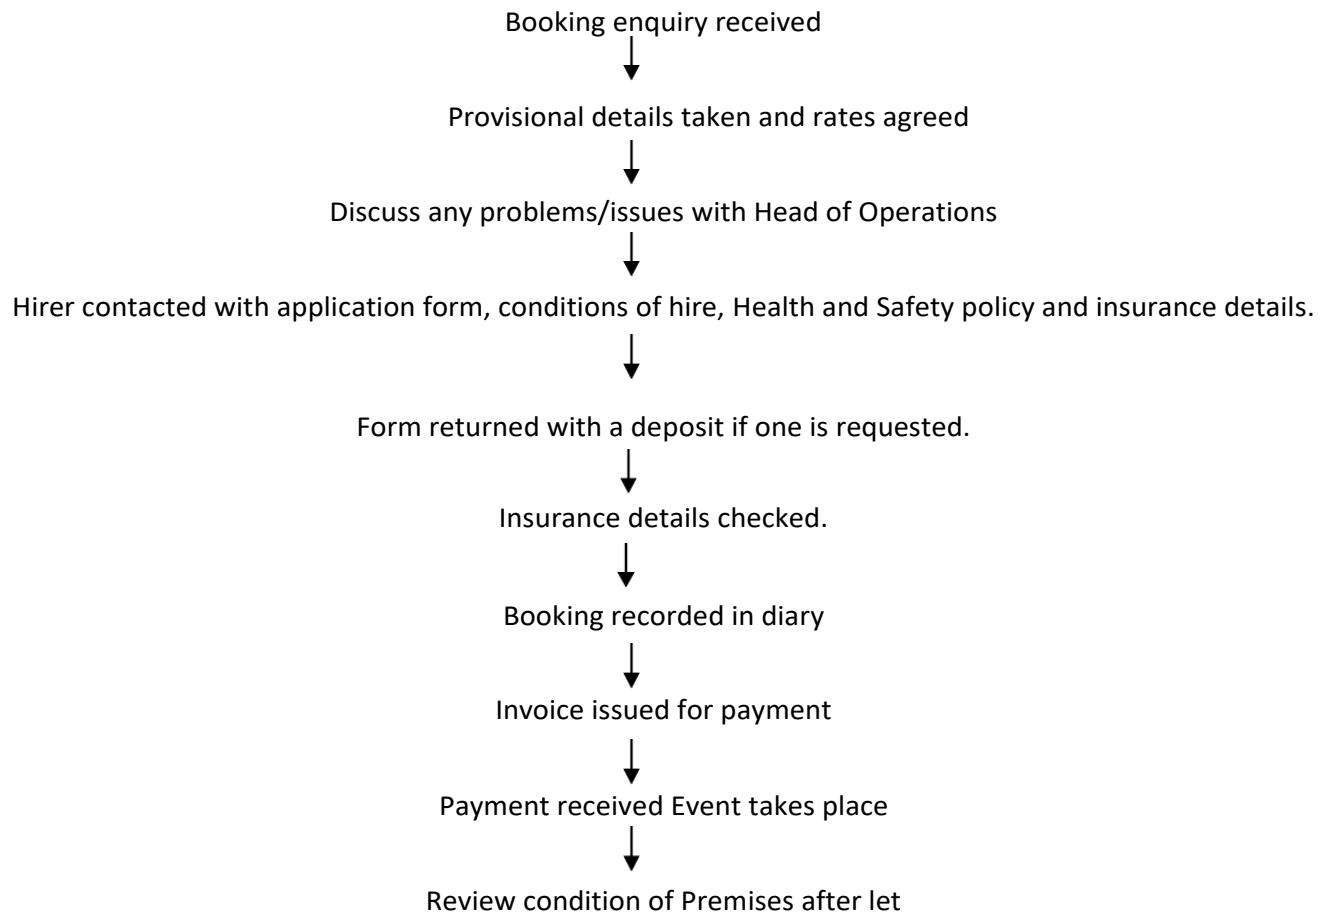 Booking enquiry received
Provisional details taken and rates agreed
Discuss any problems/issues with Head of Operations
Hirer contacted with application form, conditions of hire, Health and Safety policy and insurance details.
Form returned with a deposit if one is requested.
Insurance details checked.
Booking recorded in diary
Invoice issued for payment
Payment received Event takes place
Review condition of Premises after let